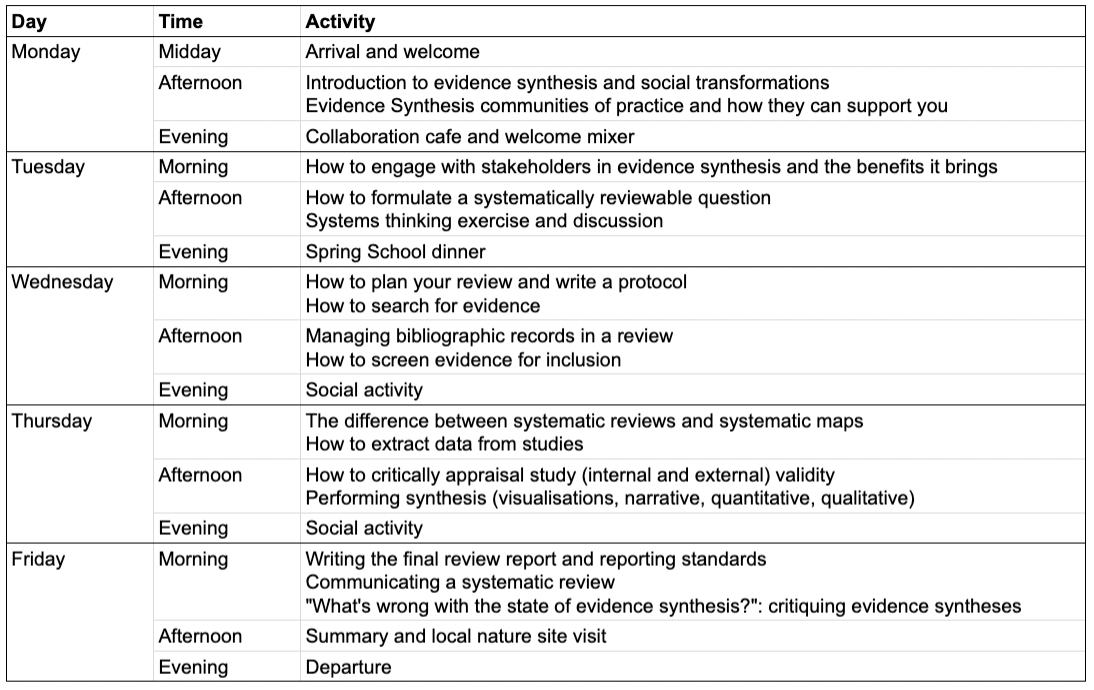 Day Time Activity
Monday Midday Arrival and welcome
Afternoon Introduction to evidence synthesis and social transformations
Evidence Synthesis communities of practice and how they can support you
Evening Collaboration cafe and welcome mixer
Tuesday Morning How to engage with stakeholders in evidence synthesis and the benefits it brings
Afternoon How to formulate a systematically reviewable question
Systems thinking exercise and discussion
Evening Spring School dinner
Wednesday Morning How to plan your review and write a protocol
How to search for evidence
Afternoon Managing bibliographic records in a review
How to screen evidence for inclusion
Evening Social activity
Thursday Morning The difference between systematic reviews and systematic maps
How to extract data from studies
Afternoon How to critically appraisal study (internal and external) validity
Performing synthesis (visualisations, narrative, quantitative, qualitative)
Evening Social activity
Friday Morning Writing the final review report and reporting standards
Communicating a systematic review
"What's wrong with the state of evidence synthesis?": critiquing evidence syntheses
Afternoon Summary and local nature site visit
Evening Departure